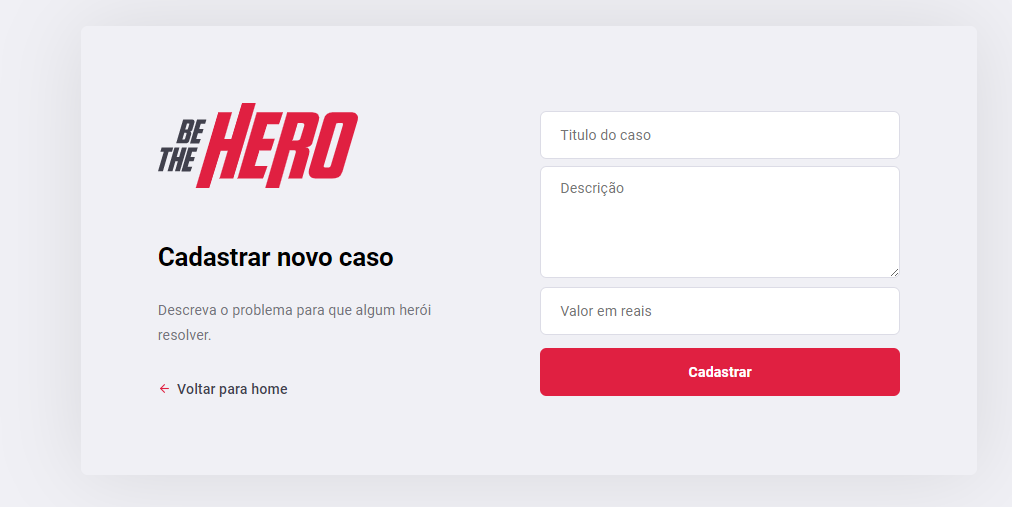 BE
THE
HERO
Cadastrar novo caso
Descreva o problema para que algum herói
resolver.
Voltar para home
Titulo do caso
Descrição
Valor em reais
Cadastrar